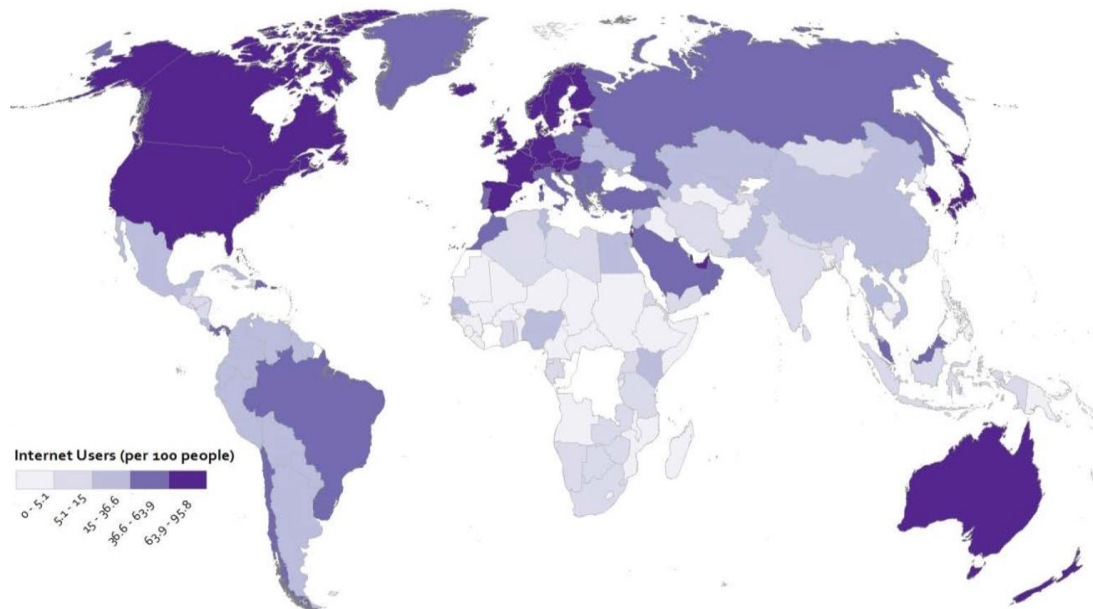 Internet Users (per 100 people)
0 - 5.1
5.1 - 15
15 - 36.6
36.6 - 63.9
63.9 - 95.8